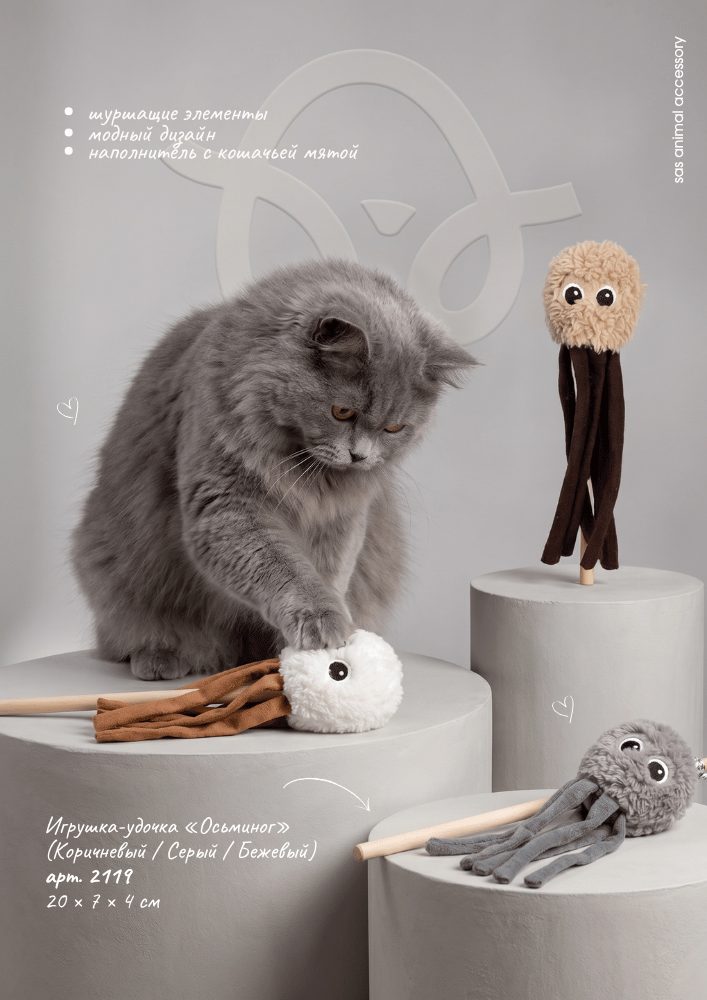 sas animal accessory
шуршащие элементы
модный дизайн
наполнитель с кошачьей мятой
Игрушка-удочка «Осьминог»
(Коричневый / Серый / Бежевый)
арт. 2119
20 × 7 × 4 см